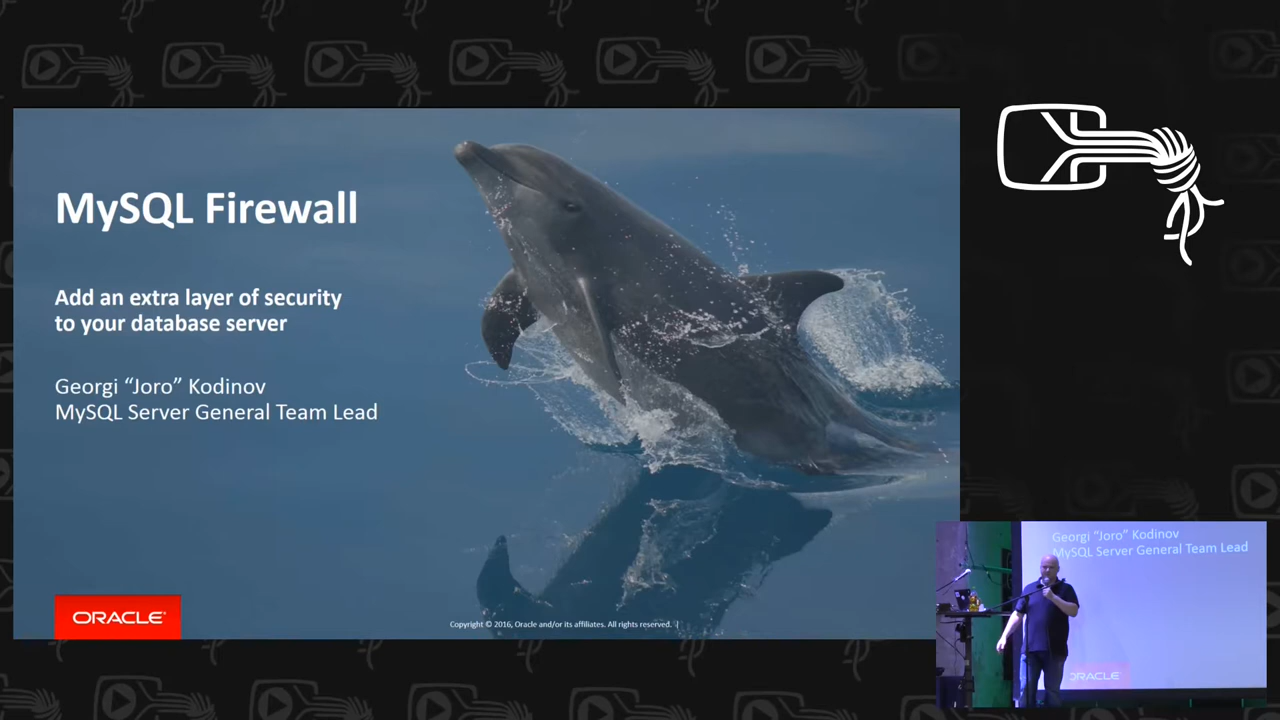 MySQL Firewall
Add an extra layer of security
to your database server
Georgi “Joro” Kodinov
MySQL Server General Team Lead
ORACLE®
Copyright © 2016, Oracle and/or its affiliates. All rights reserved. |
Georgi “Joro” Kodinov
MySQL Server General Team Lead
ORACLE